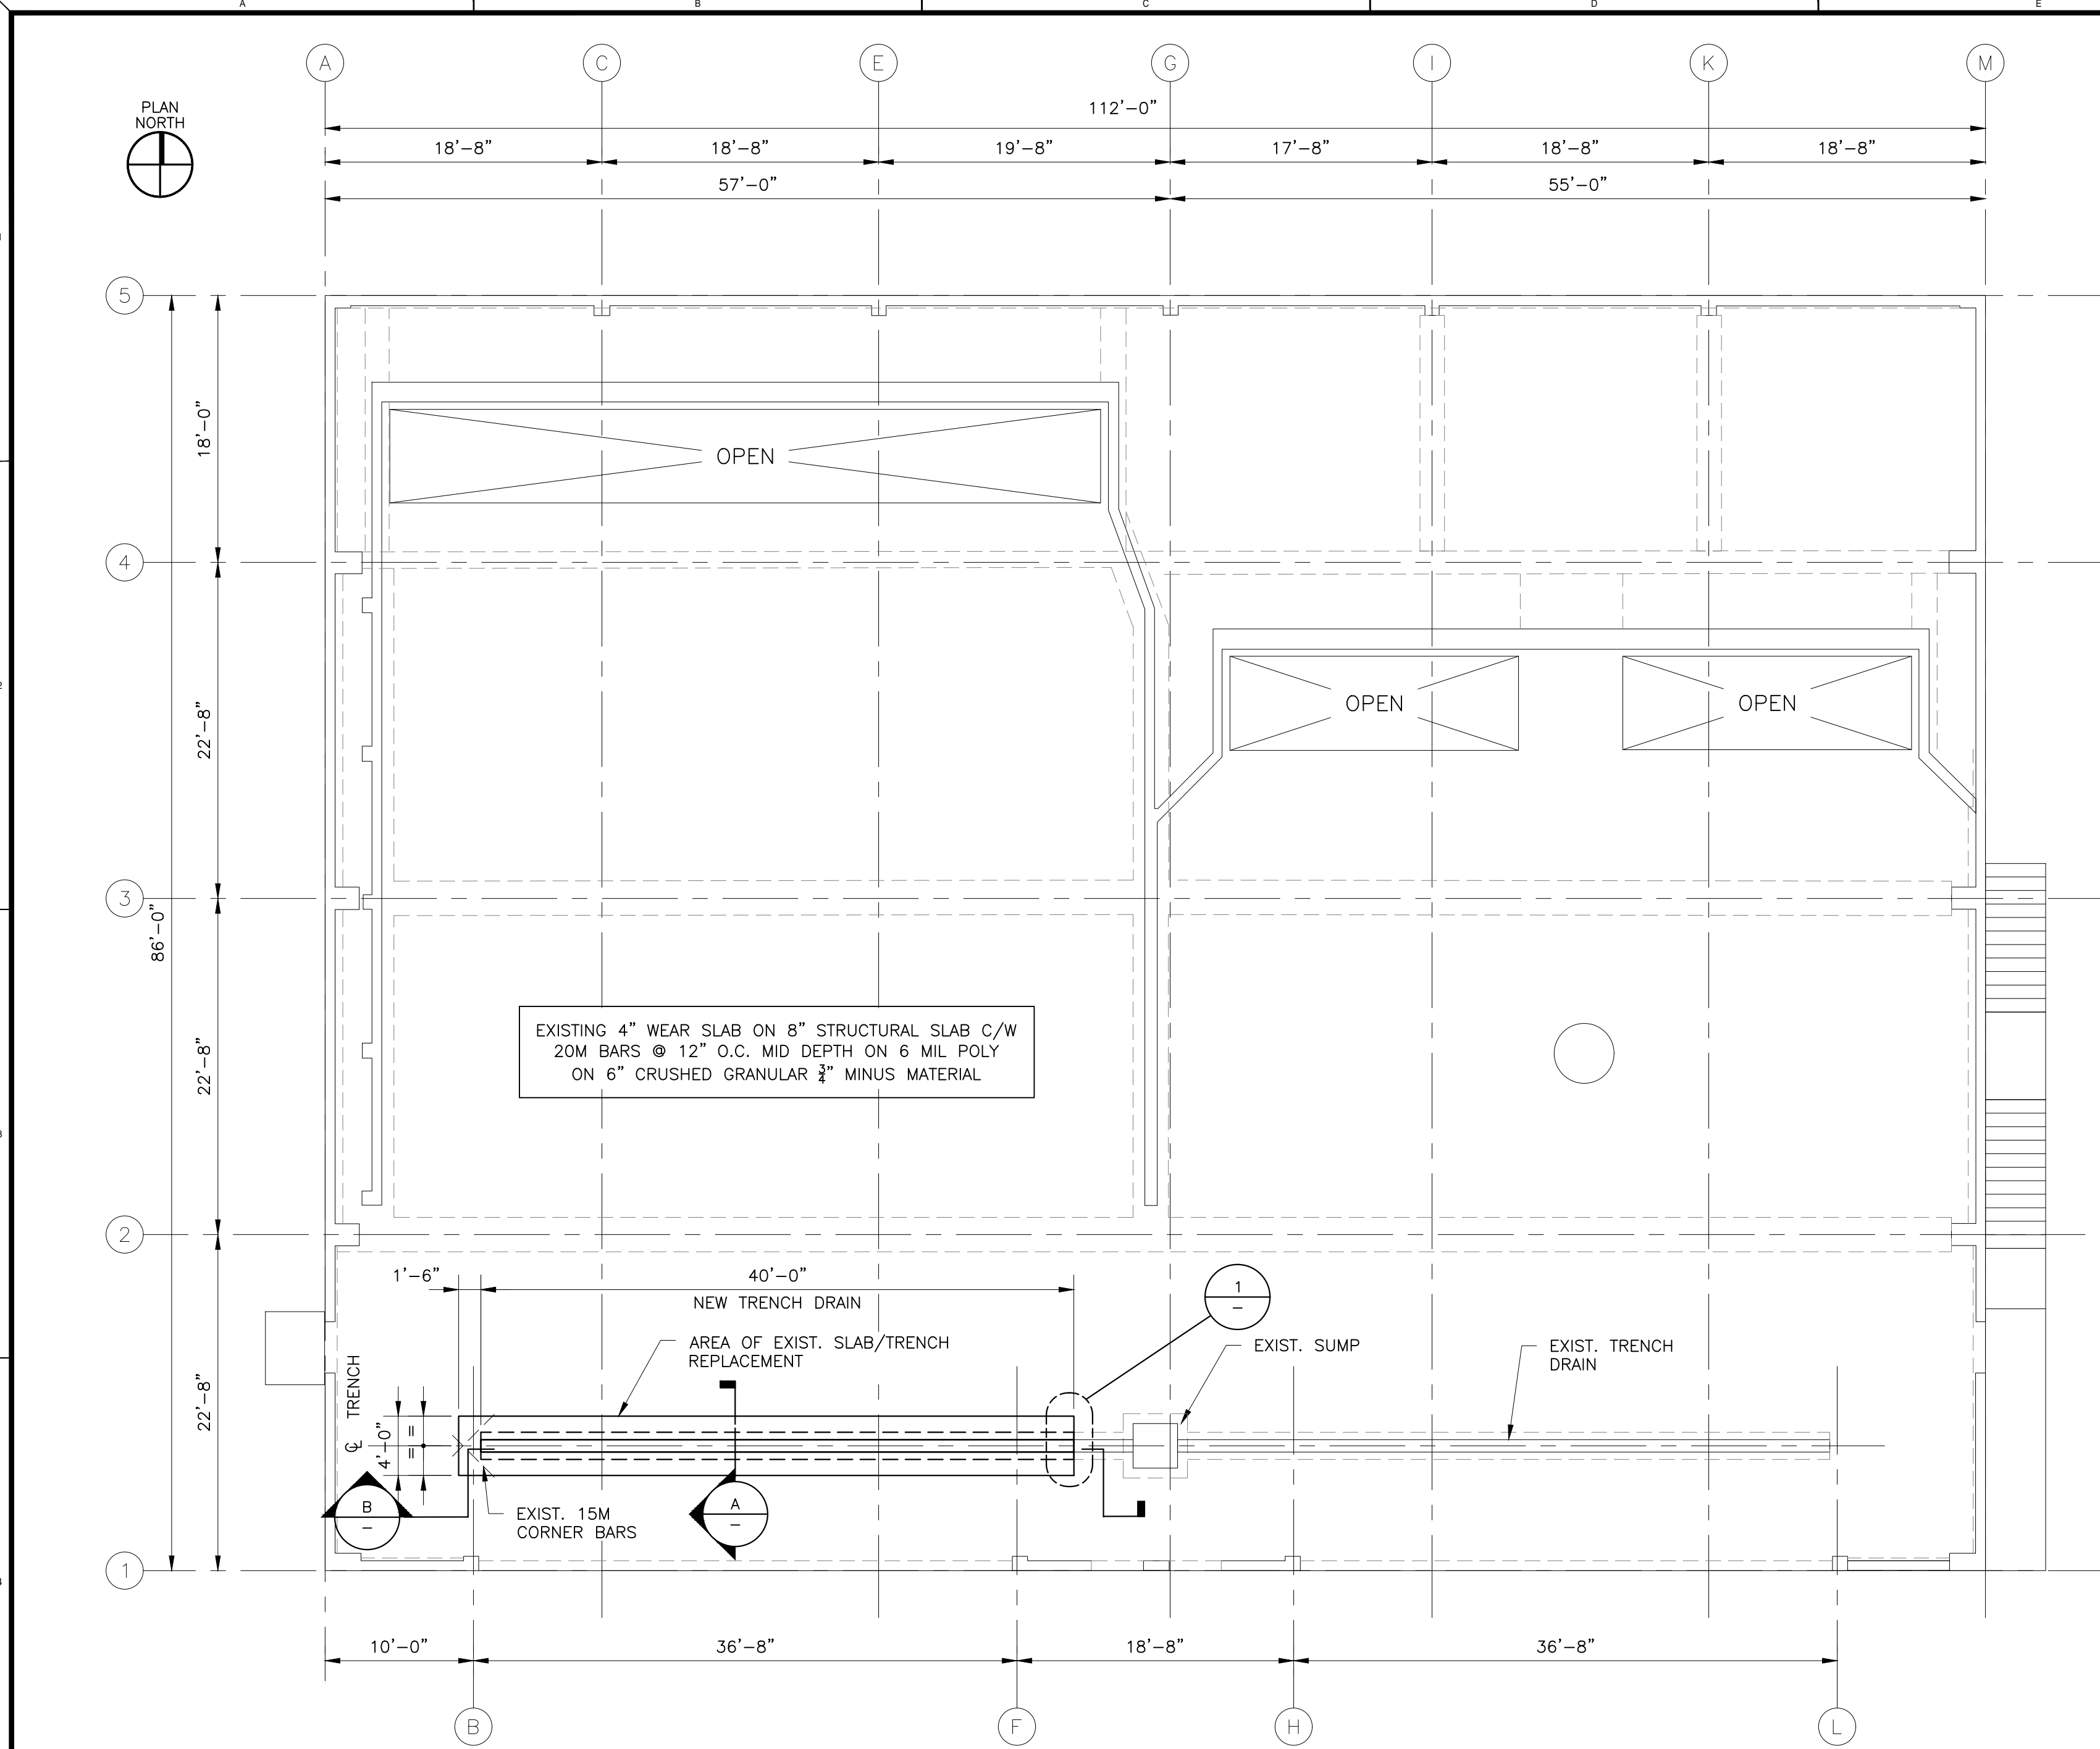 A B C D E
A C E G I K M
PLAN
NORTH
112'-0"
18'-8" 18'-8" 19'-8" 17'-8" 18'-8" 18'-8"
57'-0" 55'-0"
1
5
18'-0"
OPEN
4
2
22'-8"
OPEN OPEN
3
86'-0"
EXISTING 4" WEAR SLAB ON 8" STRUCTURAL SLAB C/W
20M BARS @ 12" O.C. MID DEPTH ON 6 MIL POLY
ON 6" CRUSHED GRANULAR 3/4" MINUS MATERIAL
22'-8"
3
2
1'-6" 40'-0"
NEW TRENCH DRAIN
1
–
AREA OF EXIST. SLAB/TRENCH
REPLACEMENT
EXIST. SUMP
EXIST. TRENCH
DRAIN
22'-8"
℄ TRENCH
4'-0"
= =
B
–
EXIST. 15M
CORNER BARS
A
–
1
4
10'-0" 36'-8" 18'-8" 36'-8"
B F H L